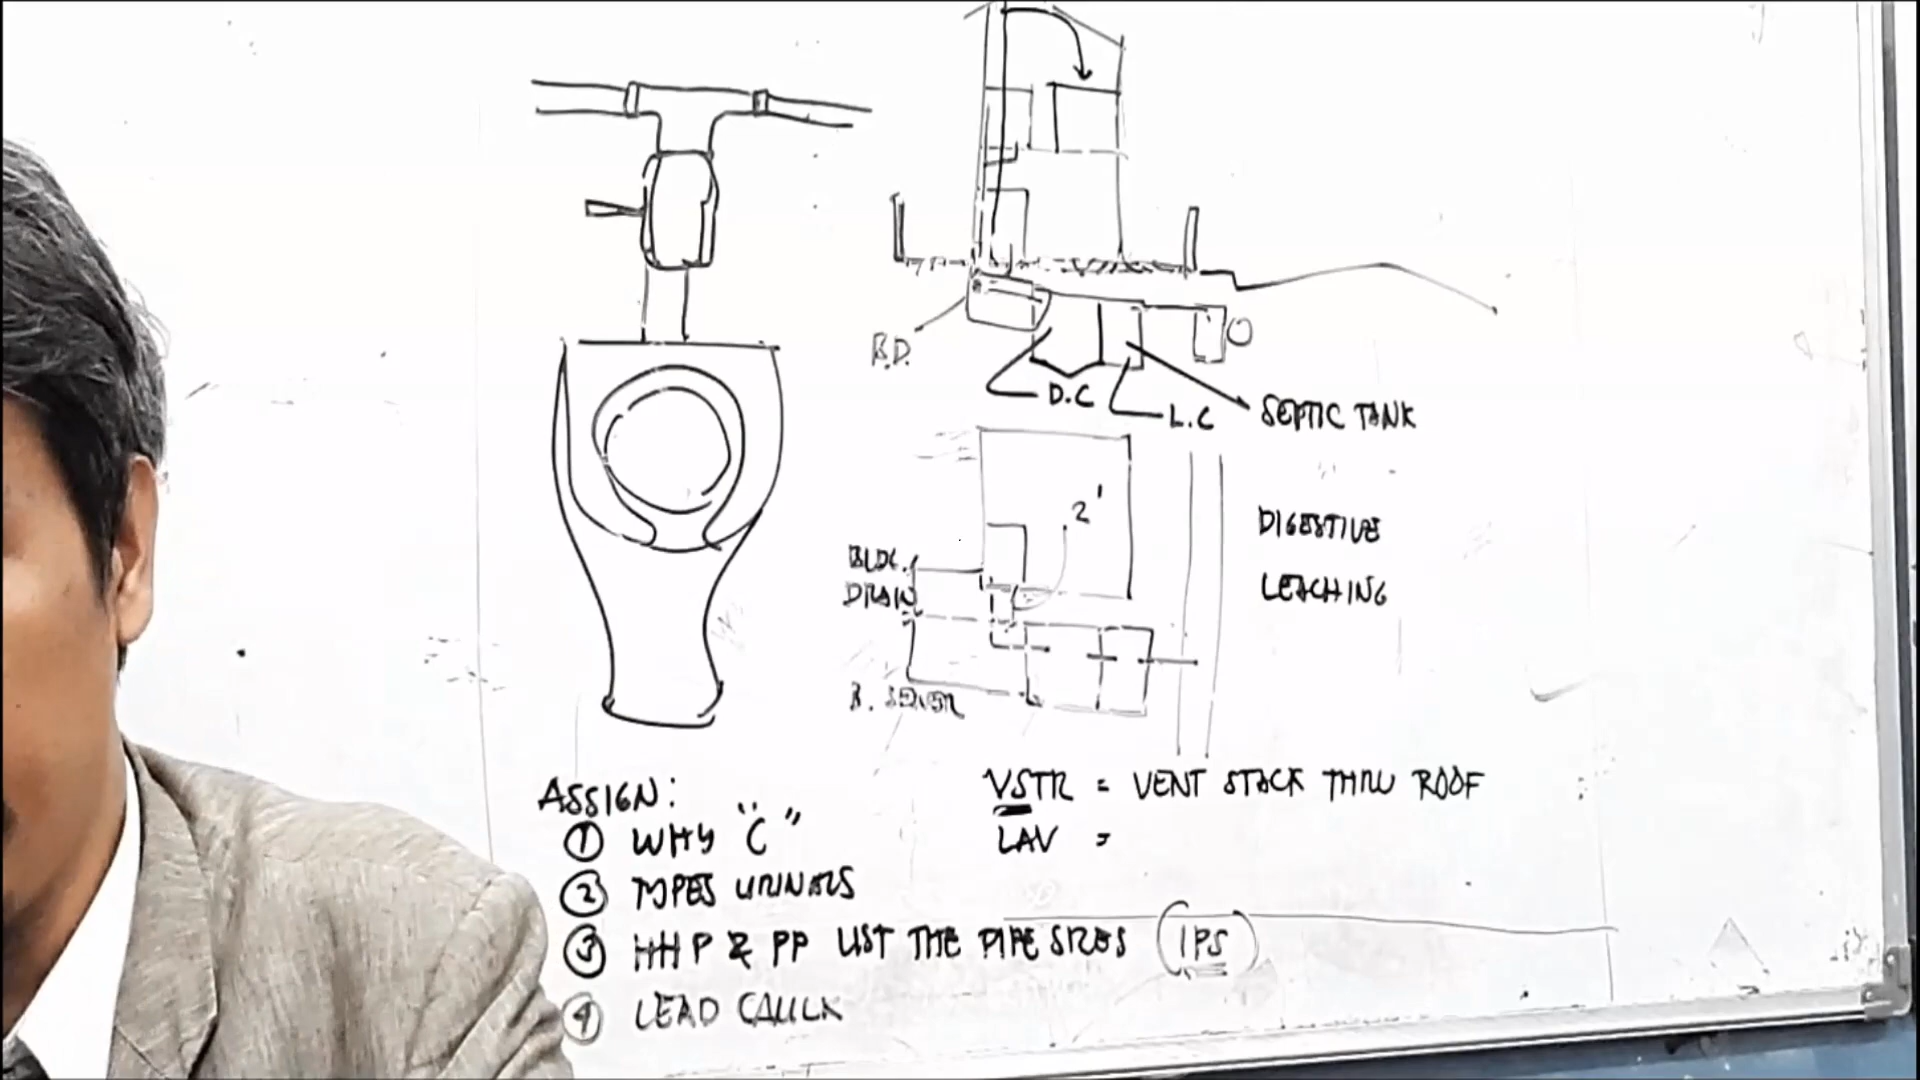 B.D.
D.C
L.C
SEPTIC TANK
2'
DIGESTIVE
LEACHING
BLDG.
DRAIN
B. SEWER
ASSIGN:
① WHY "C"
② TYPES URINALS
③ HHP & PP LIST THE PIPE SIZES (IPS)
④ LEAD CAULK
VSTR = VENT STACK THRU ROOF
LAV =